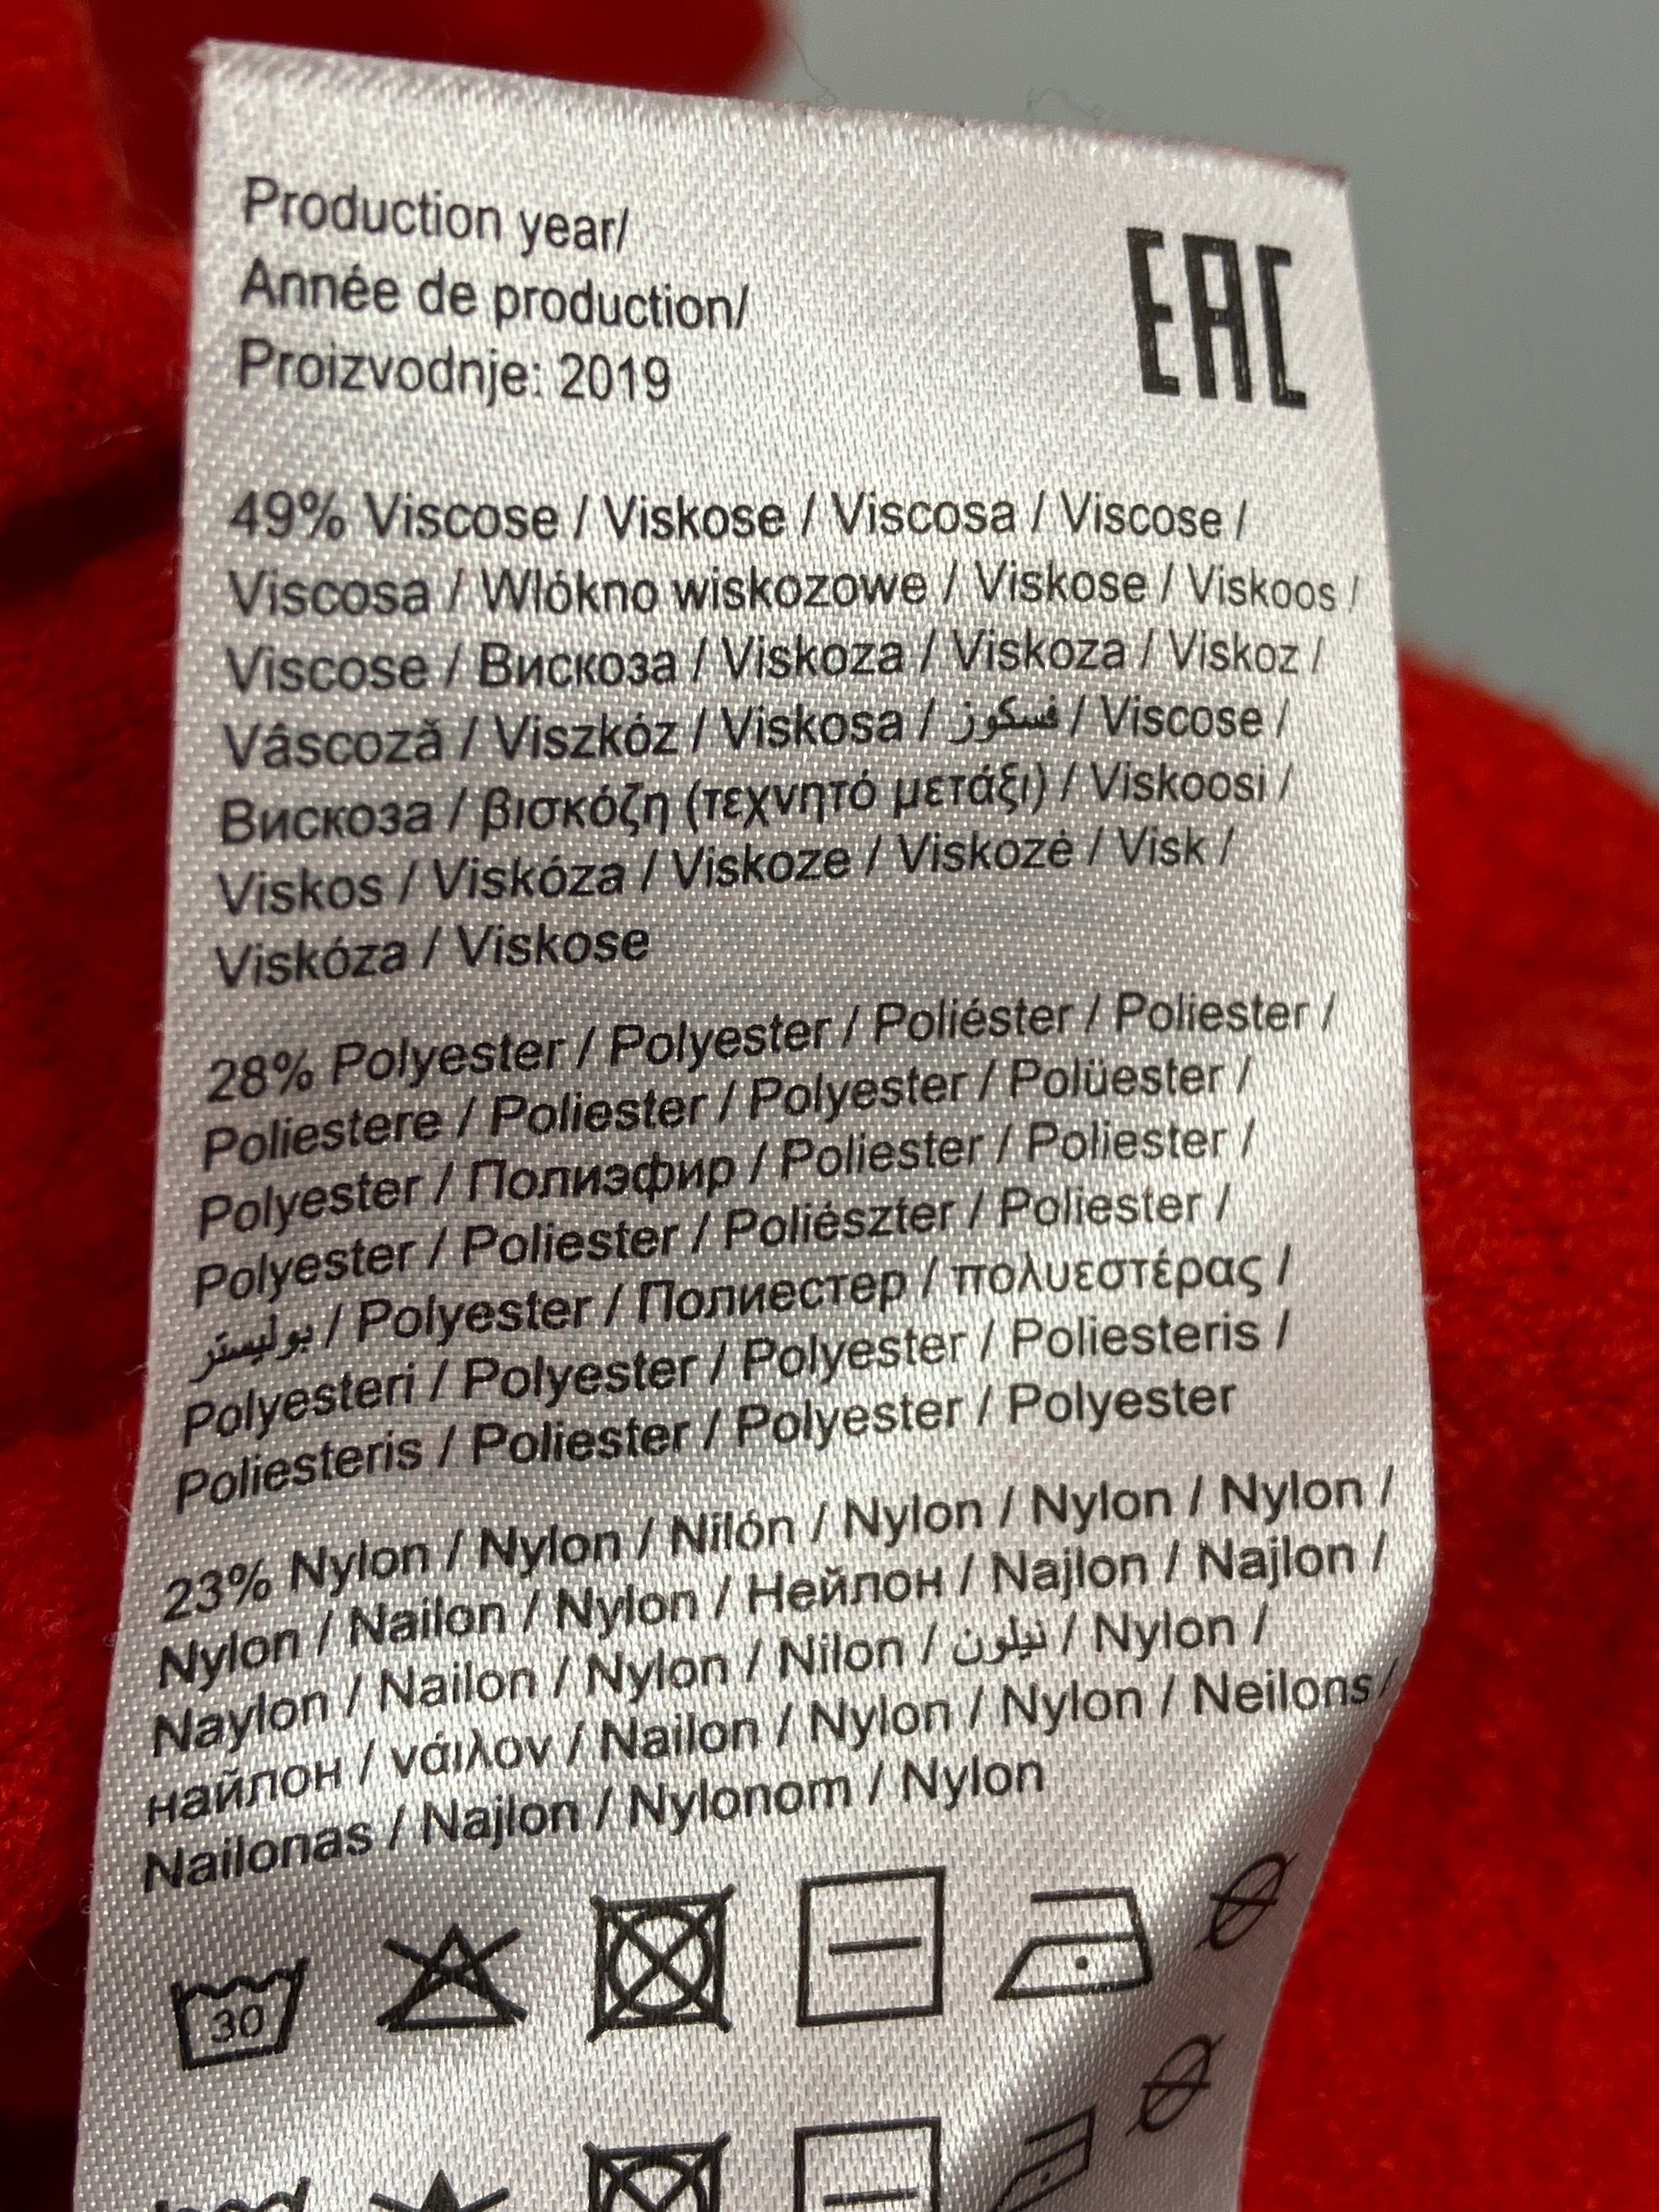 Production year/
Année de production/
Proizvodnje: 2019
EAC
49% Viscose / Viskose / Viscosa / Viscose /
Viscosa / Wlókno wiskozowe / Viskose / Viskoos /
Viscose / Вискоза / Viskoza / Viskoza / Viskoz /
Vâscoză / Viszkóz / Viskosa / فسكوز / Viscose /
Вискоза / βισκόζη (τεχνητό μετάξι) / Viskoosi /
Viskos / Viskóza / Viskoze / Viskozė / Visk /
Viskóza / Viskose
28% Polyester / Polyester / Poliéster / Poliester /
Poliestere / Poliester / Polyester / Polüester /
Polyester / Полиэфир / Poliester / Poliester /
Polyester / Poliester / Poliészter / Poliester /
بوليستر / Polyester / Полиестер / πολυεστέρας /
Polyesteri / Polyester / Polyester / Poliesteris /
Poliesteris / Poliester / Polyester / Polyester
23% Nylon / Nylon / Nilón / Nylon / Nylon / Nylon /
Nylon / Nailon / Nylon / Нейлон / Najlon / Najlon /
Naylon / Nailon / Nylon / Nilon / نيلون / Nylon /
найлон / νάιλον / Nailon / Nylon / Nylon / Neilons/
Nailonas / Najlon / Nylonom / Nylon
30